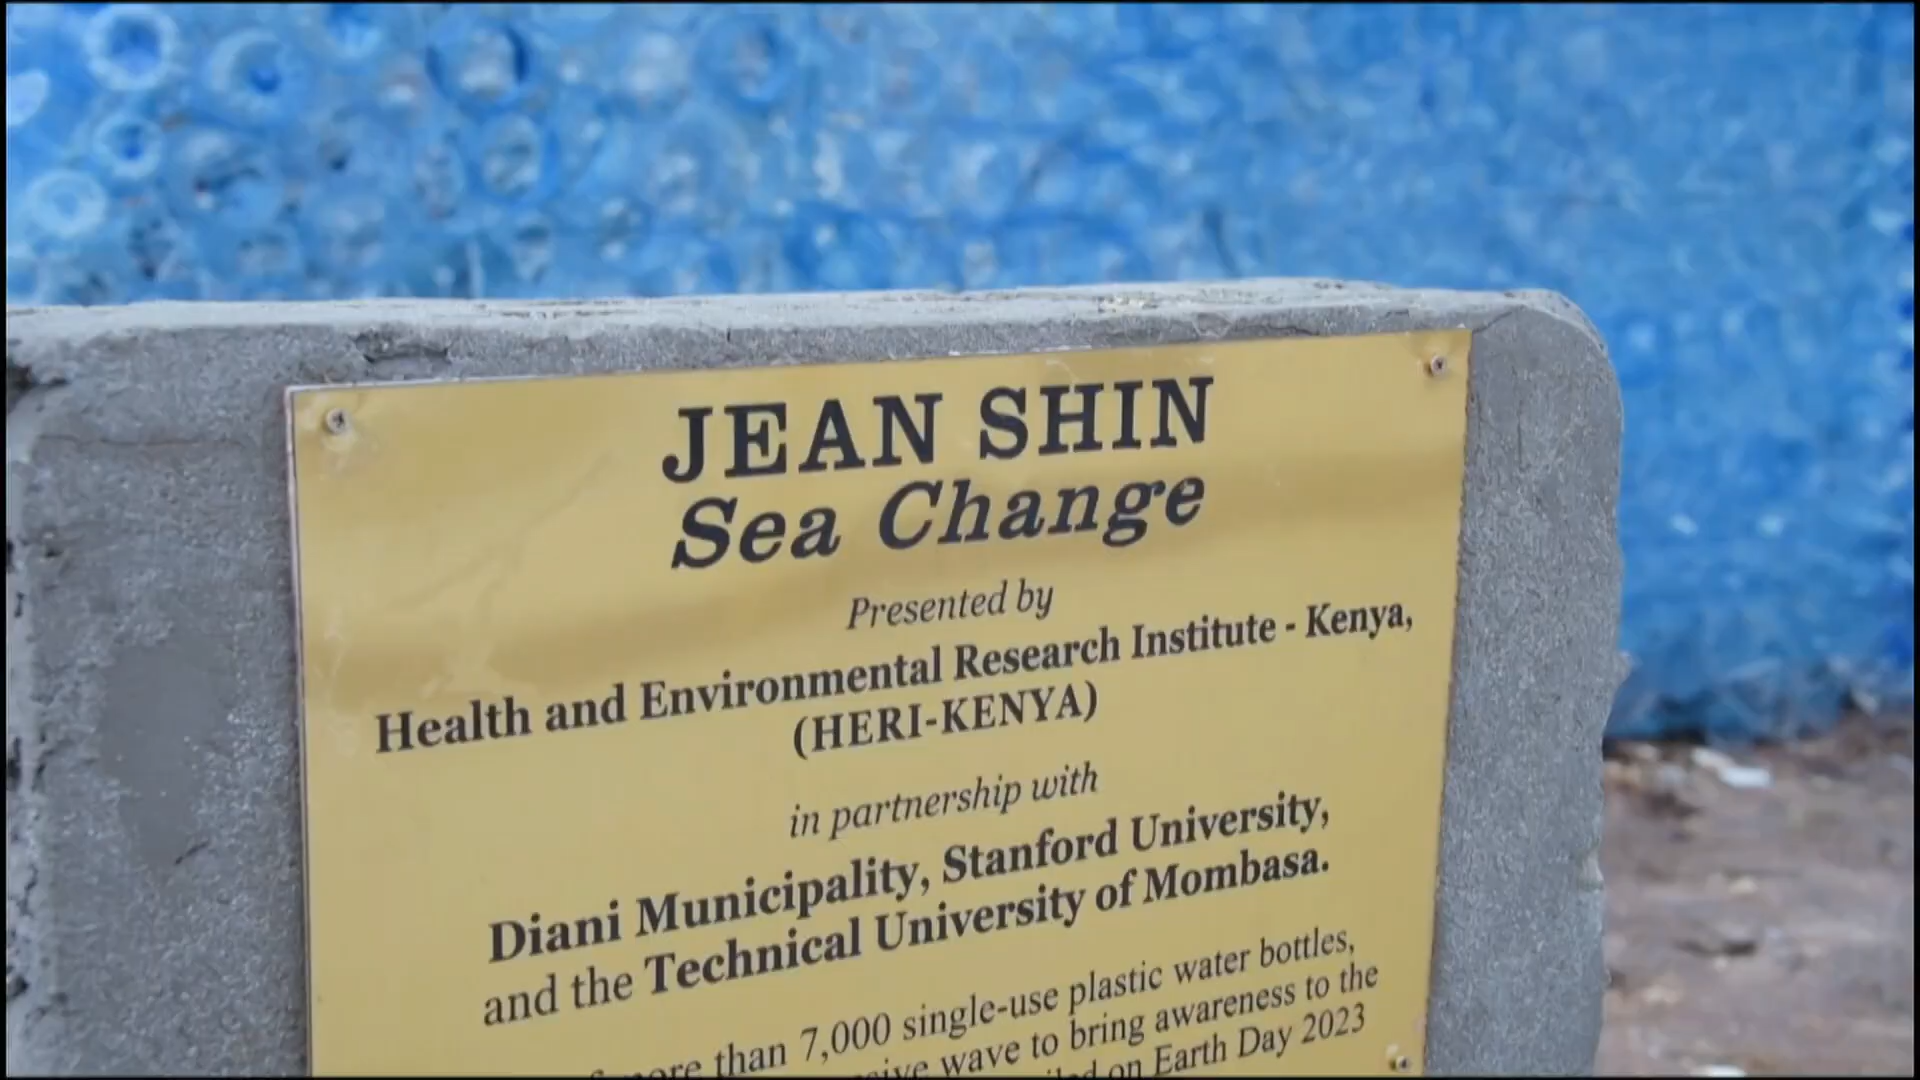 JEAN SHIN
Sea Change
Presented by
Health and Environmental Research Institute - Kenya,
(HERI-KENYA)
in partnership with
Diani Municipality, Stanford University,
and the Technical University of Mombasa.
more than 7,000 single-use plastic water bottles,
wave to bring awareness to the
on Earth Day 2023